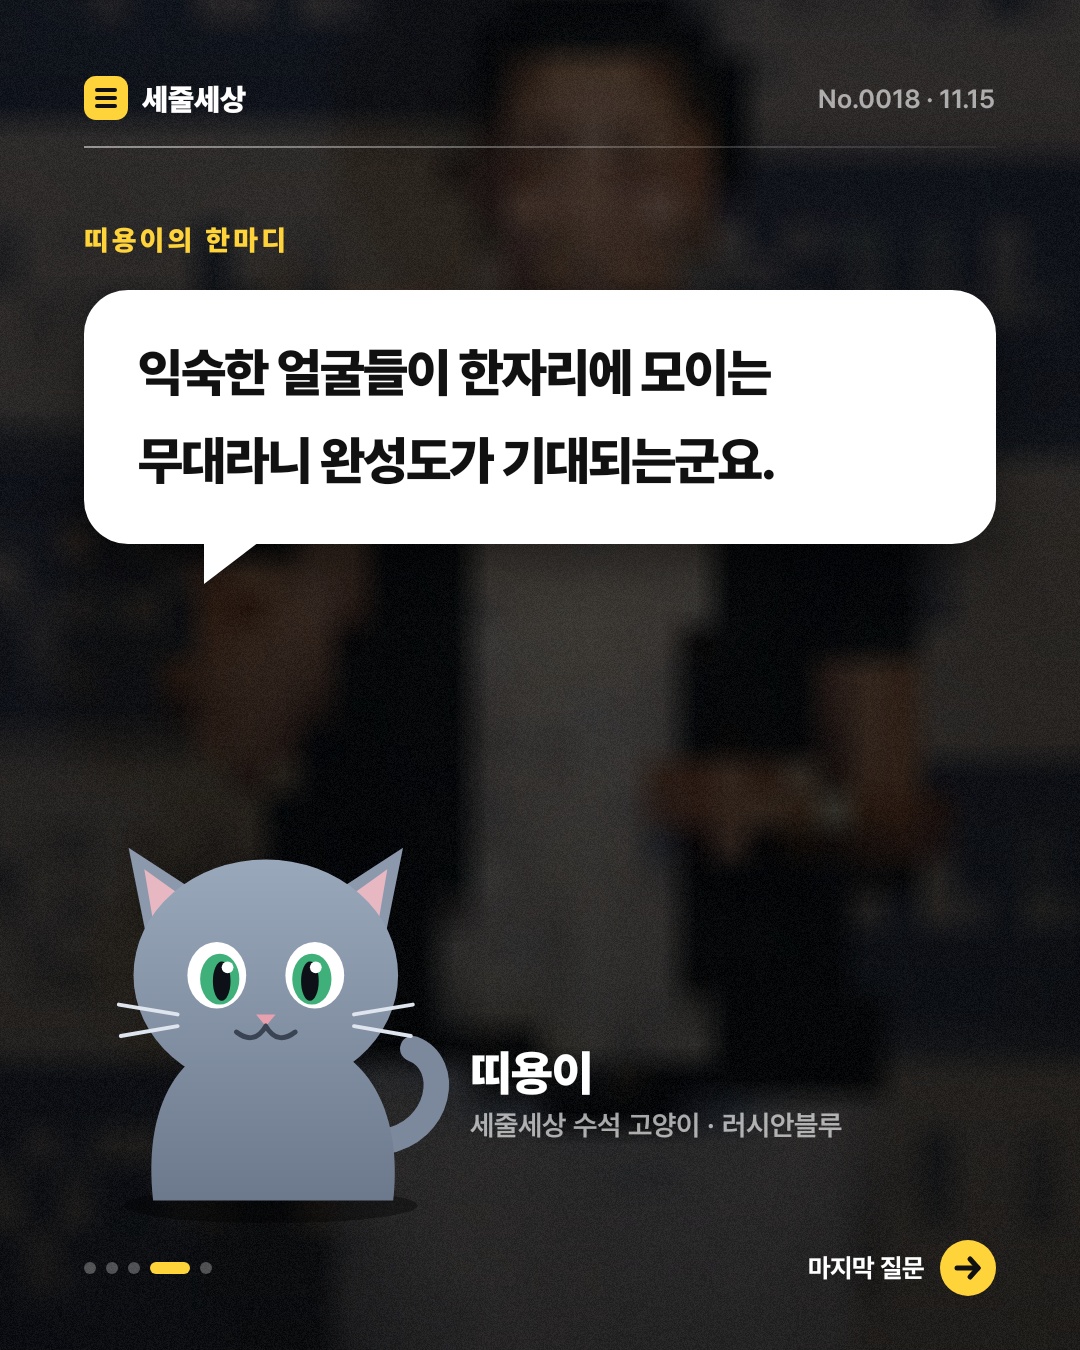 세줄세상
No.0018 · 11.15
띠용이의 한마디
익숙한 얼굴들이 한자리에 모이는
무대라니 완성도가 기대되는군요.
띠용이
세줄세상 수석 고양이 · 러시안블루
마지막 질문